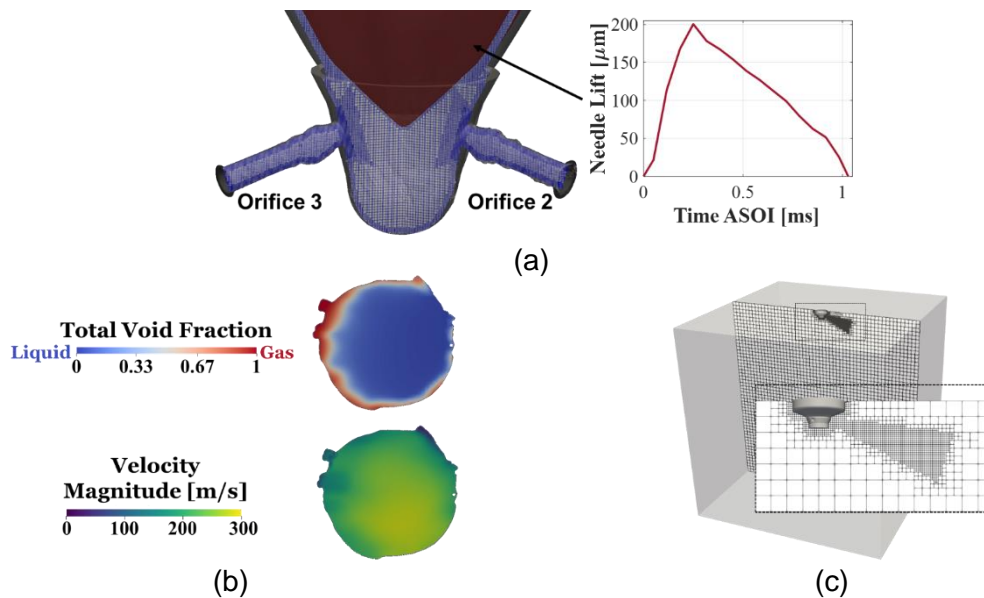 Orifice 3
Orifice 2
Needle Lift [μm]
200
150
100
50
0
0
0.5
1
Time ASOI [ms]
(a)
Total Void Fraction
Liquid
Gas
0
0.33
0.67
1
Velocity
Magnitude [m/s]
0
100
200
300
(b)
(c)